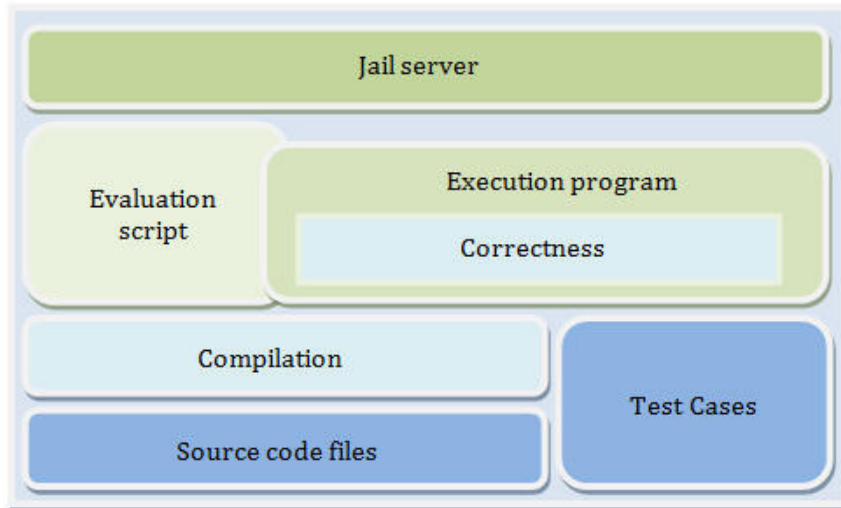 Jail server
Evaluation
script
Execution program
Correctness
Compilation
Test Cases
Source code files